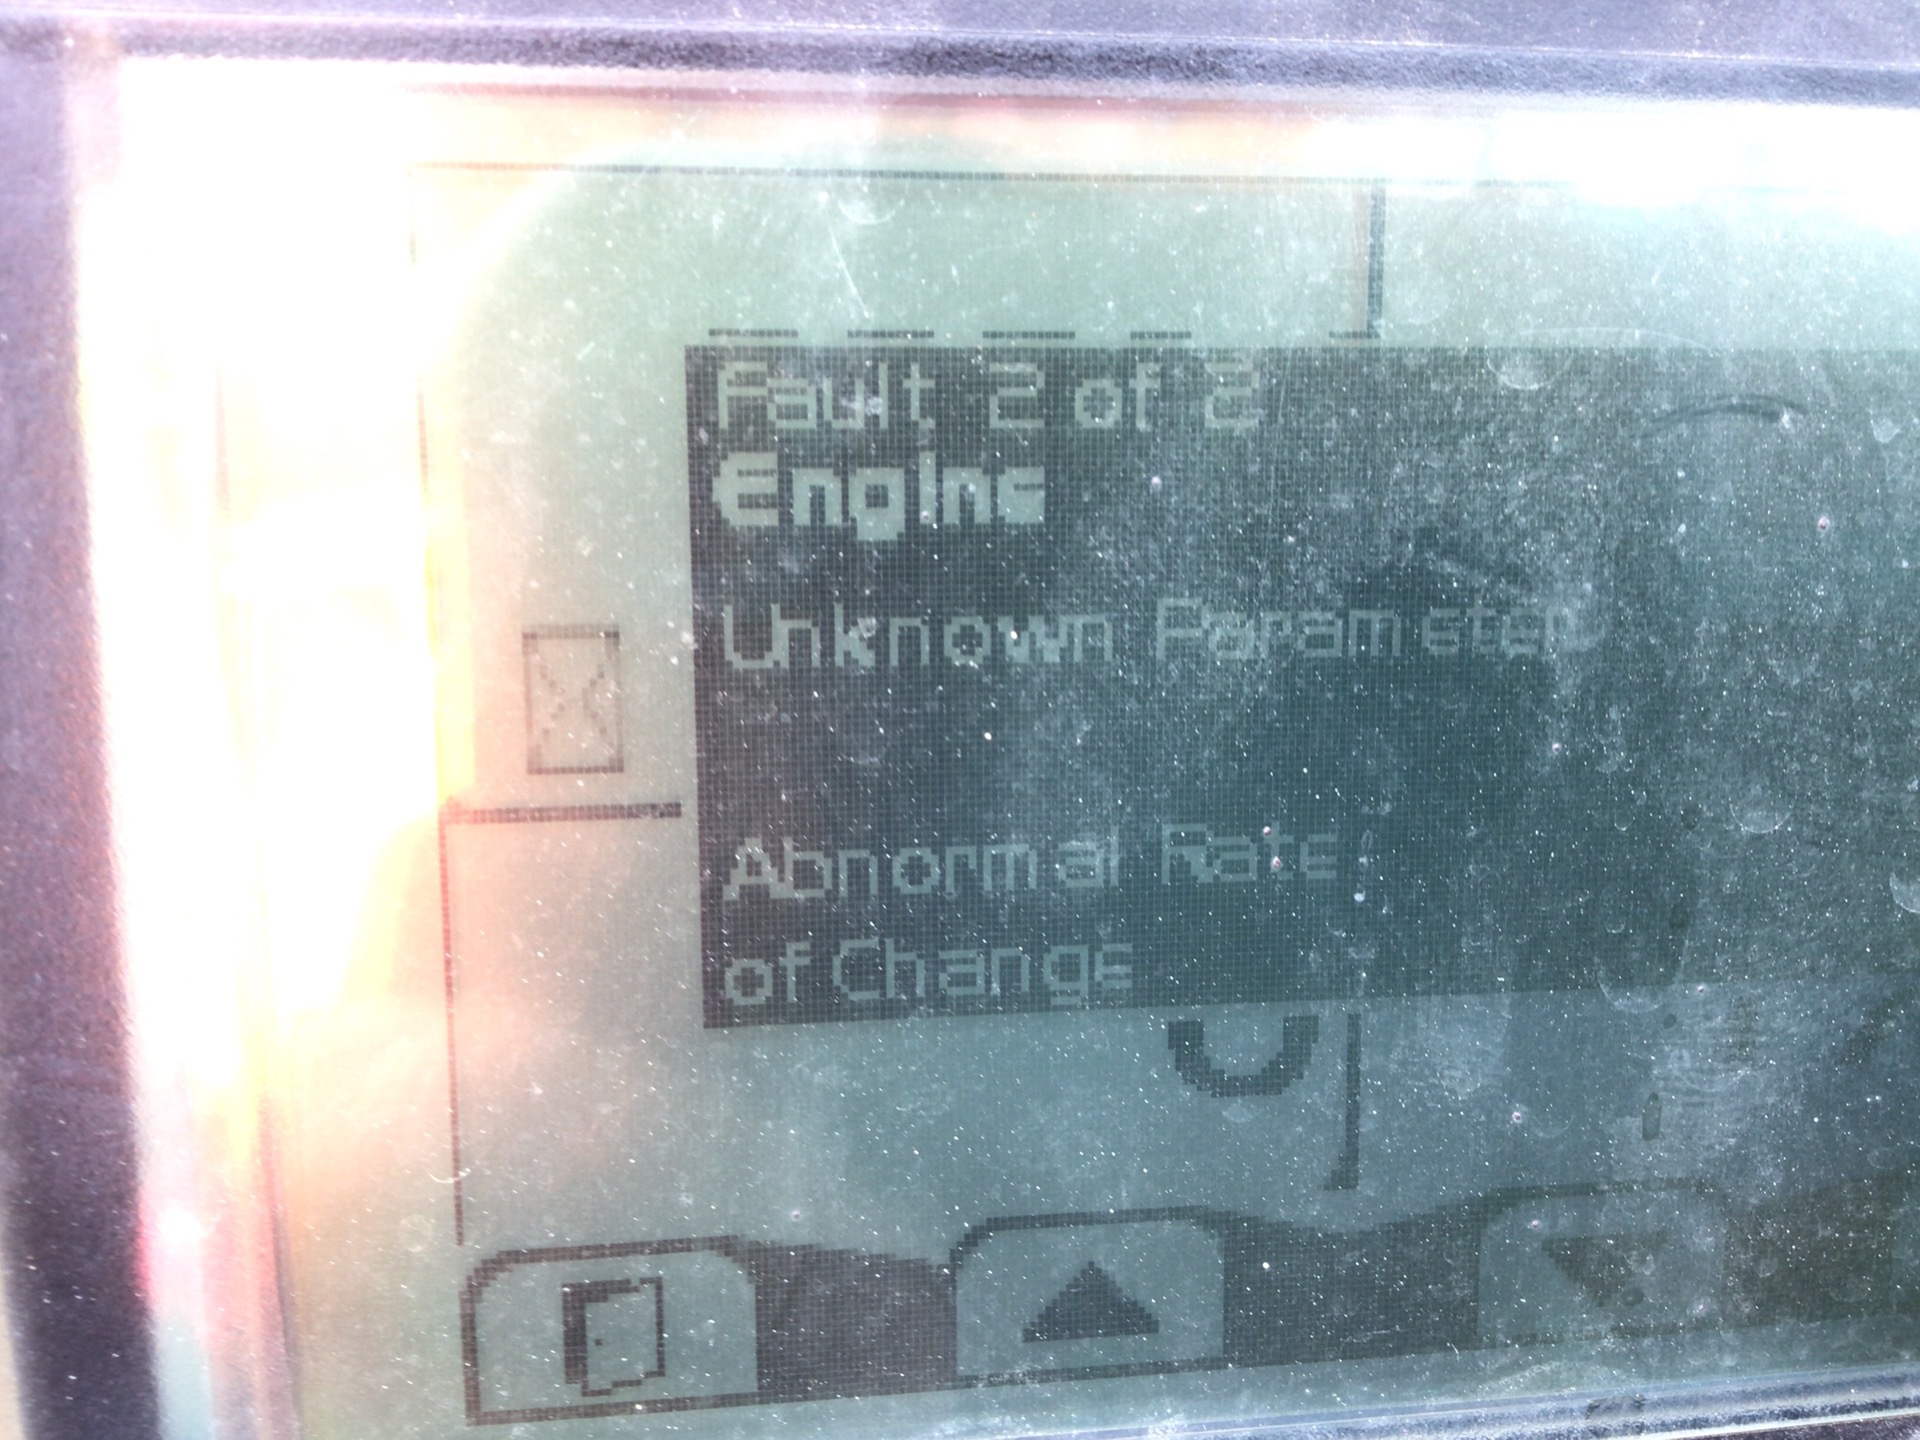 Fault 2 of 2
Engine
Unknown Parameter
Abnormal Rate
of Change